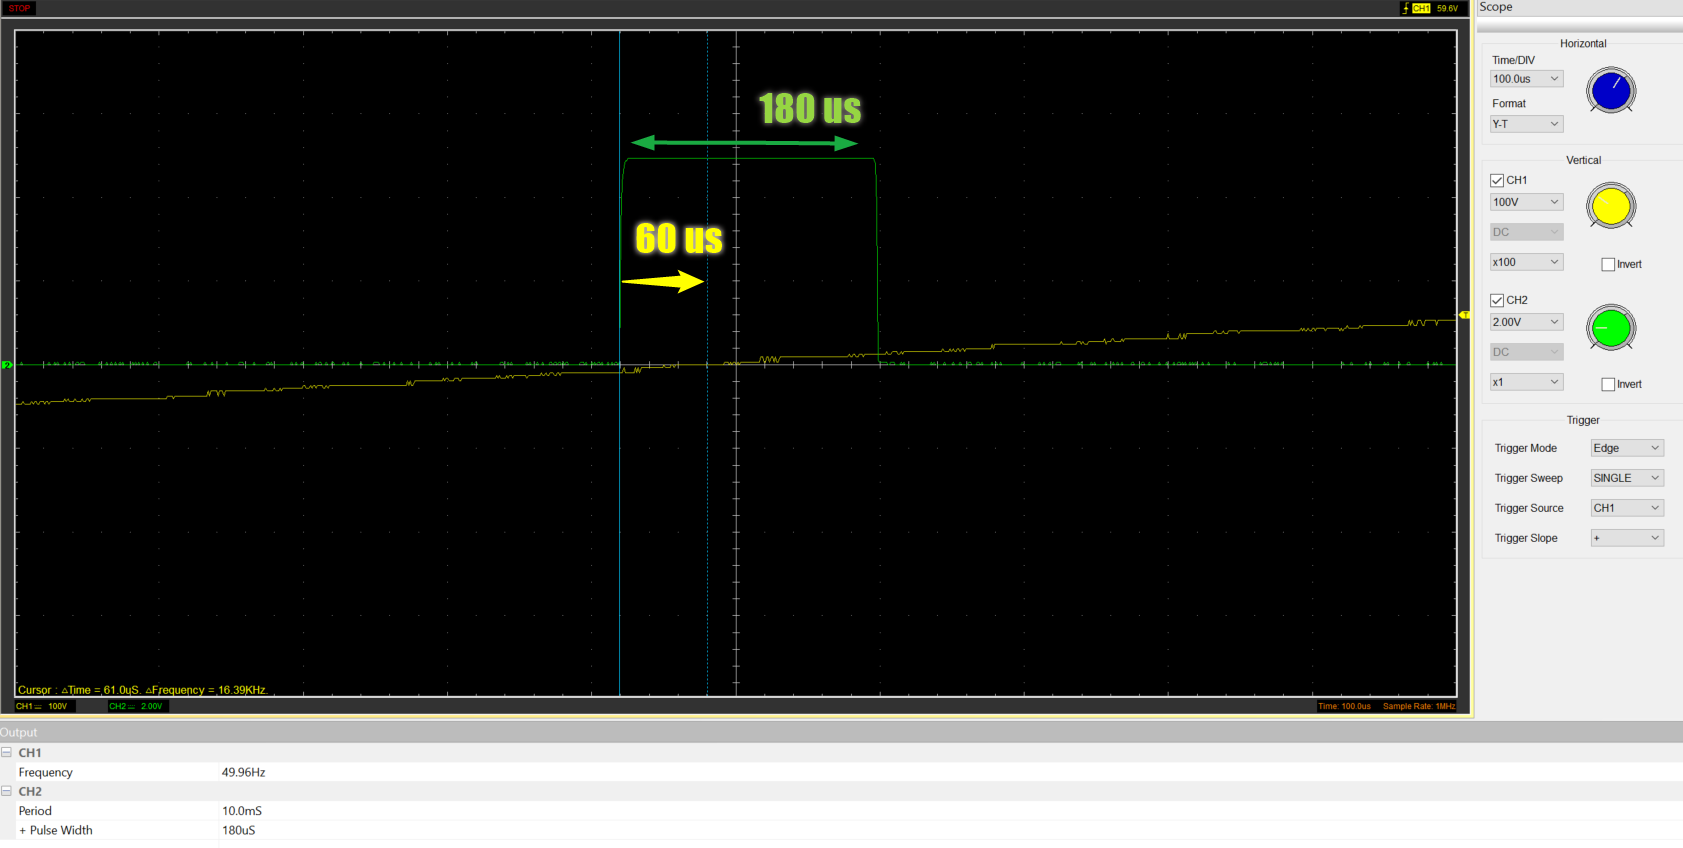 STOP
CH1 59.6V
Scope
Horizontal
Time/DIV
100.0us
Format
Y-T
Vertical
CH1
100V
DC
x100
Invert
CH2
2.00V
DC
x1
Invert
Trigger
Trigger Mode Edge
Trigger Sweep SINGLE
Trigger Source CH1
Trigger Slope +
180 us
60 us
2
T
Cursor : △Time = 61.0uS. △Frequency = 16.39KHz.
CH1 100V CH2 2.00V Time: 100.0us Sample Rate: 1MHz
Output
CH1
Frequency 49.96Hz
CH2
Period 10.0mS
+ Pulse Width 180uS